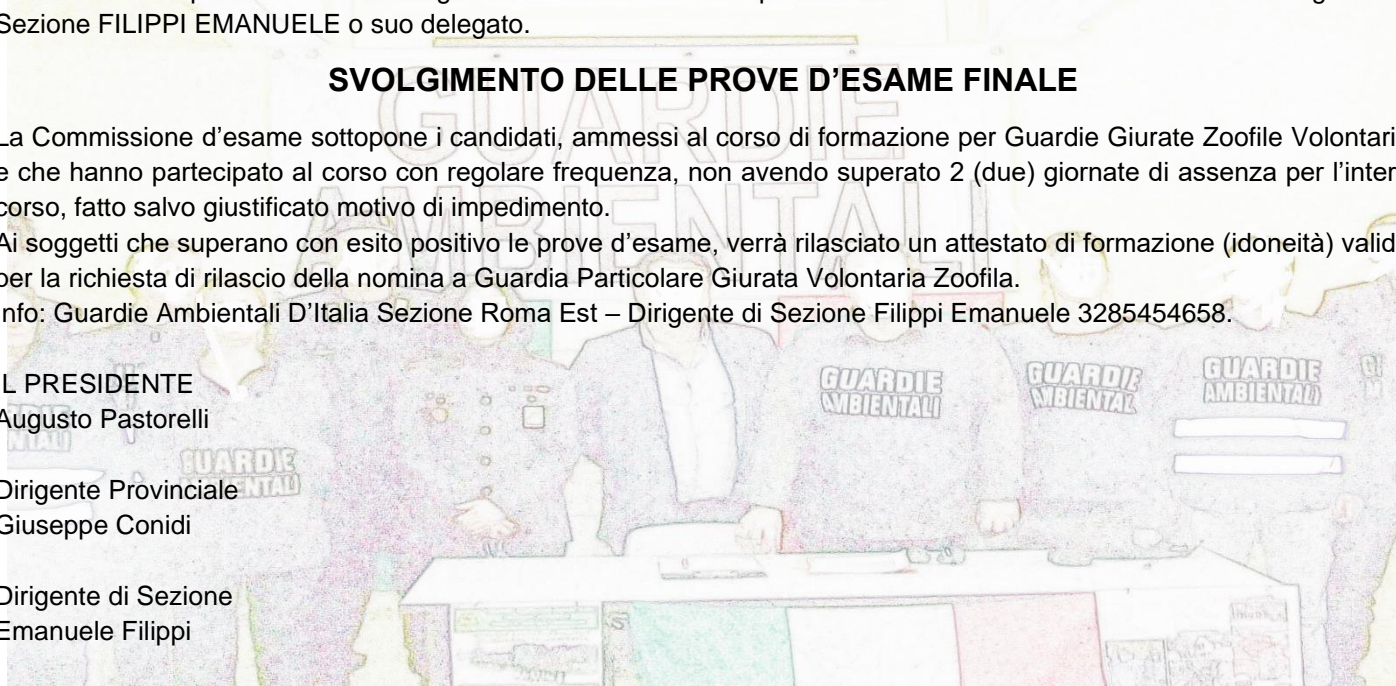 Sezione FILIPPI EMANUELE o suo delegato.
SVOLGIMENTO DELLE PROVE D'ESAME FINALE
La Commissione d'esame sottopone i candidati, ammessi al corso di formazione per Guardie Giurate Zoofile Volontari
e che hanno partecipato al corso con regolare frequenza, non avendo superato 2 (due) giornate di assenza per l'inter
corso, fatto salvo giustificato motivo di impedimento.
Ai soggetti che superano con esito positivo le prove d'esame, verrà rilasciato un attestato di formazione (idoneità) valid
per la richiesta di rilascio della nomina a Guardia Particolare Giurata Volontaria Zoofila.
Info: Guardie Ambientali D'Italia Sezione Roma Est – Dirigente di Sezione Filippi Emanuele 3285454658.
IL PRESIDENTE
Augusto Pastorelli
Dirigente Provinciale
Giuseppe Conidi
Dirigente di Sezione
Emanuele Filippi
GUARDIE
AMBIENTALI
GUARDIE
AMBIENTALI
GUARDIE
AMBIENTALI
GUARDIE
AMBIENTAL
GUARDIE
AMBIENTALI